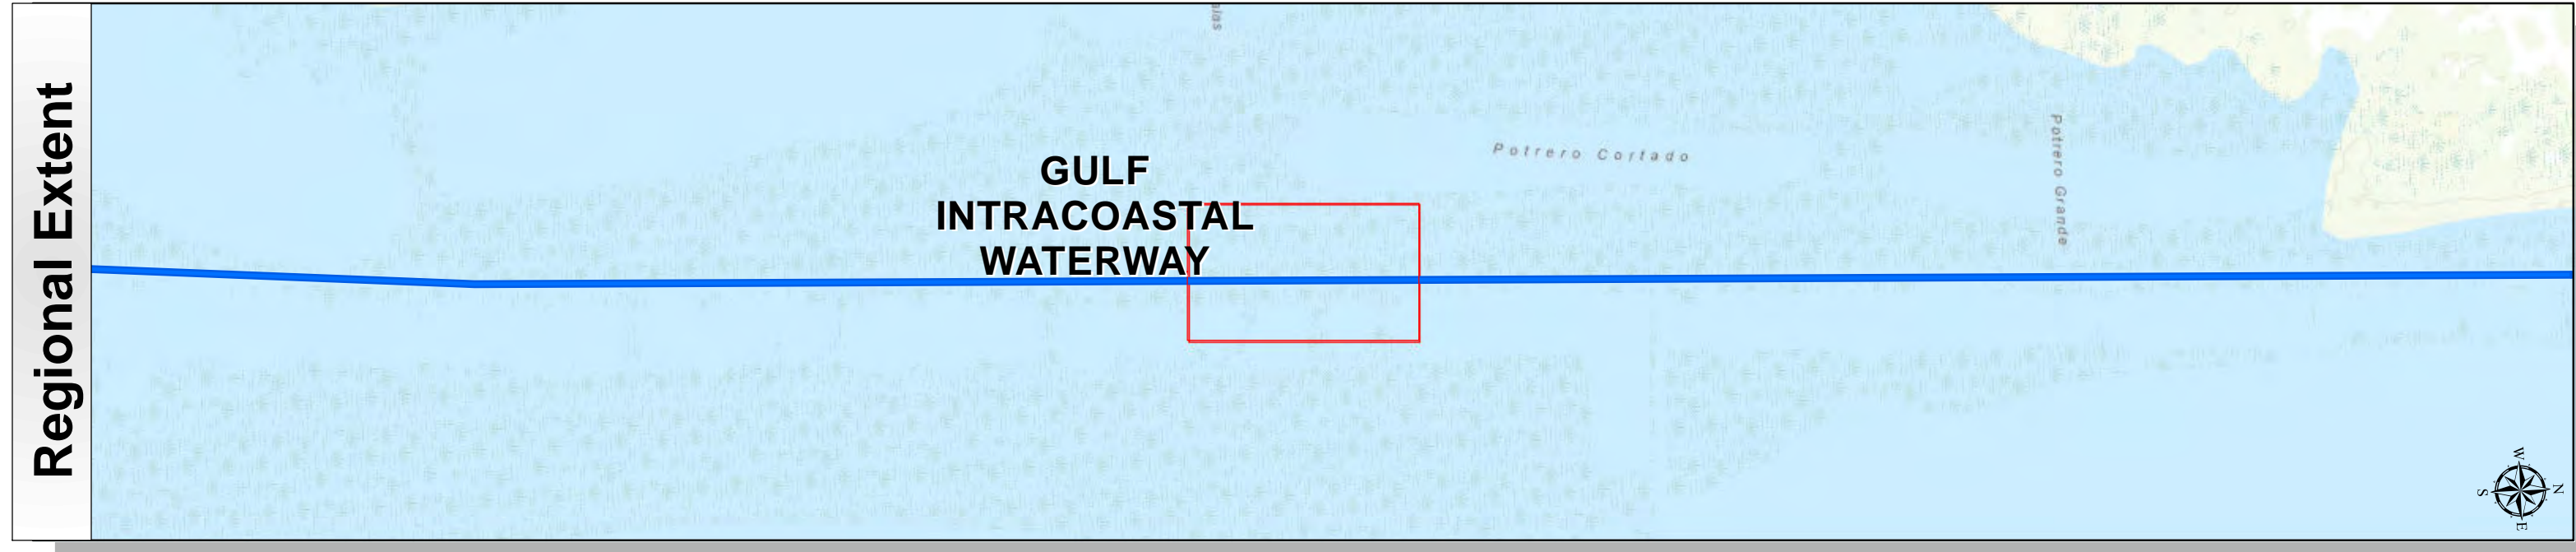 Regional Extent
GULF
INTRACOASTAL
WATERWAY
Potrero Cortado
Potrero Grande
W
N
S
E